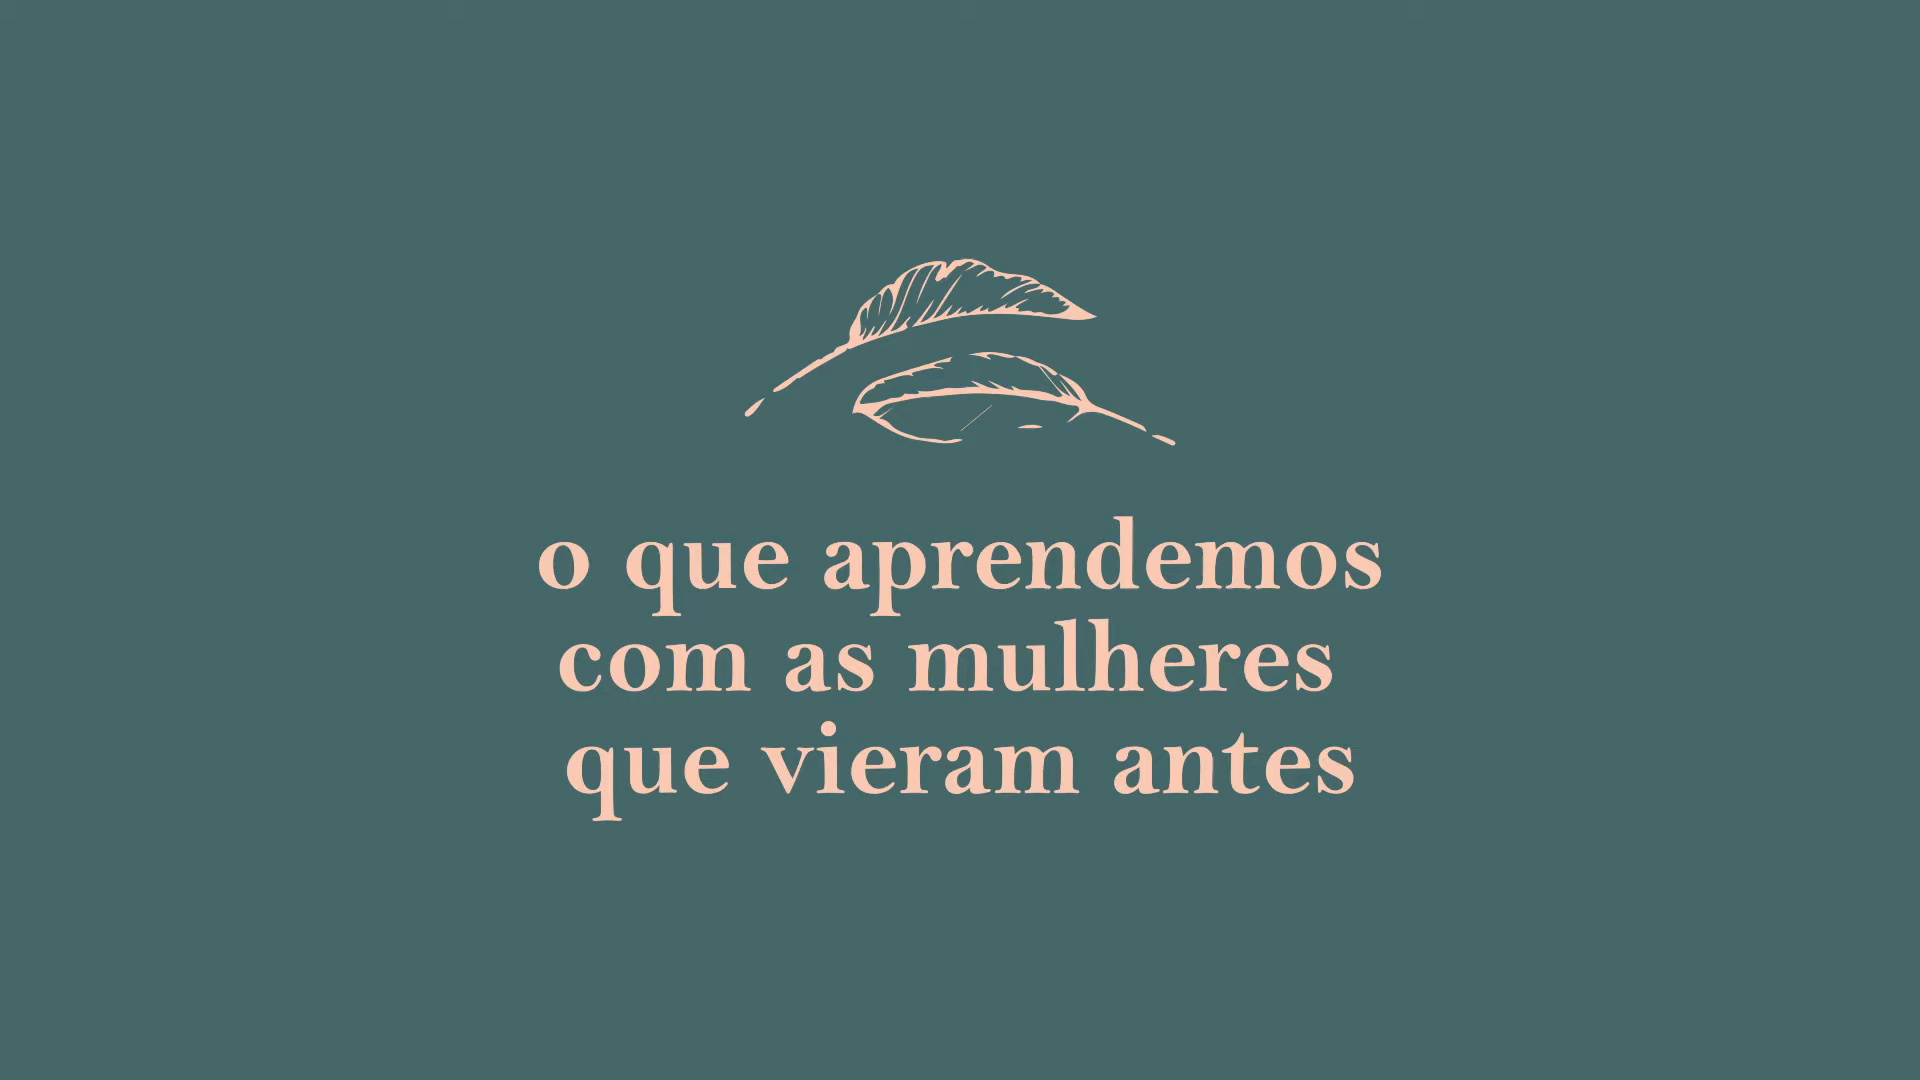 o que aprendemos
com as mulheres
que vieram antes